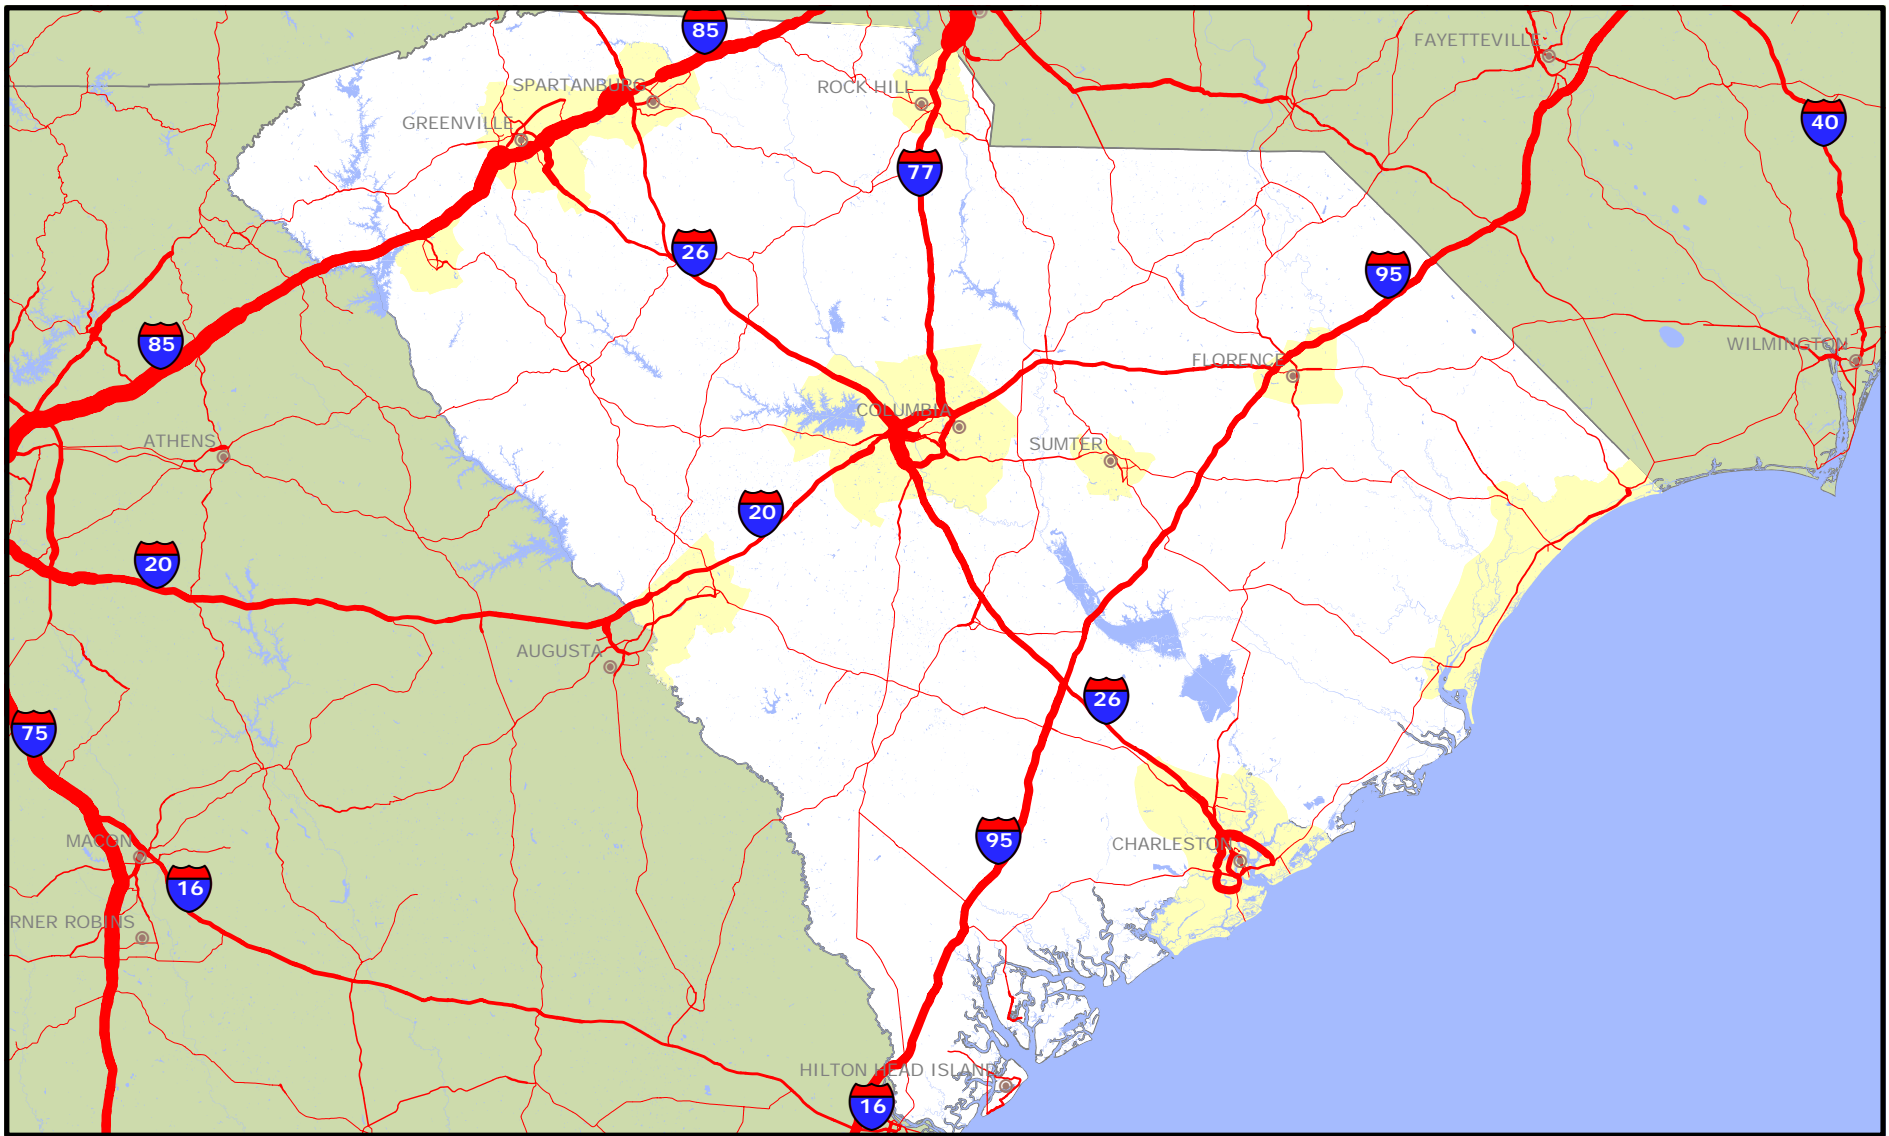 85
FAYETTEVILLE
SPARTANBURG
ROCK HILL
40
GREENVILLE
77
26
95
85
WILMINGTON
FLORENCE
COLUMBIA
ATHENS
SUMTER
20
20
AUGUSTA
26
75
95
MACON
CHARLESTON
16
RNER ROBINS
HILTON HEAD ISLAND
16